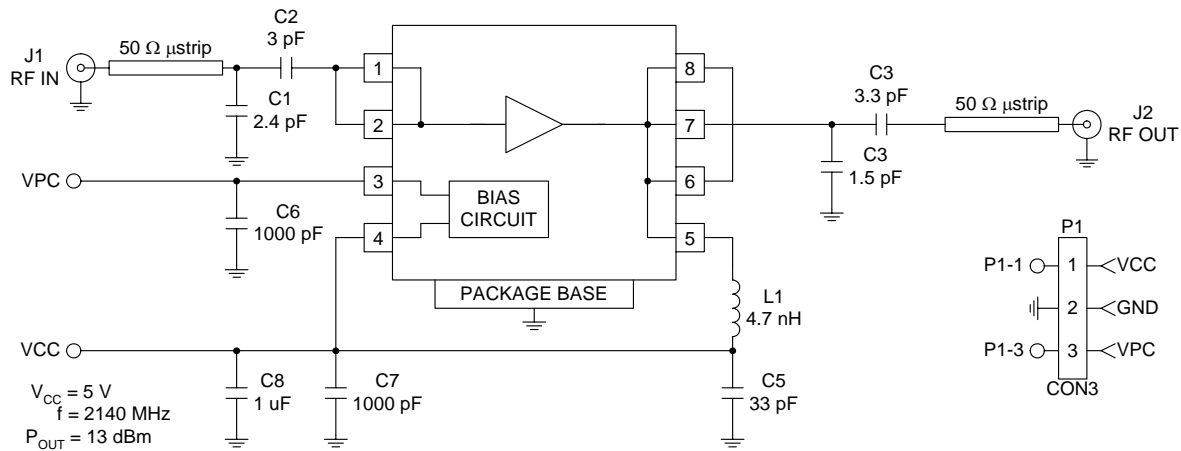 J1
RF IN
50 Ω µstrip
C2
3 pF
C1
2.4 pF
1
2
3
4
8
7
6
5
BIAS
CIRCUIT
PACKAGE BASE
C3
3.3 pF
50 Ω µstrip
J2
RF OUT
C3
1.5 pF
VPC
C6
1000 pF
L1
4.7 nH
VCC
C8
1 uF
C7
1000 pF
C5
33 pF
P1
P1-1
1
VCC
2
GND
P1-3
3
VPC
CON3
VCC = 5 V
f = 2140 MHz
POUT = 13 dBm